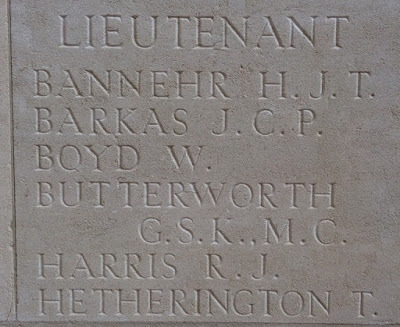 LIEUTENANT
BANNEHR H.J.T.
BARKAS J.C.P.
BOYD W.
BUTTERWORTH
G.S.K., M.C.
HARRIS R.J.
HETHERINGTON T.